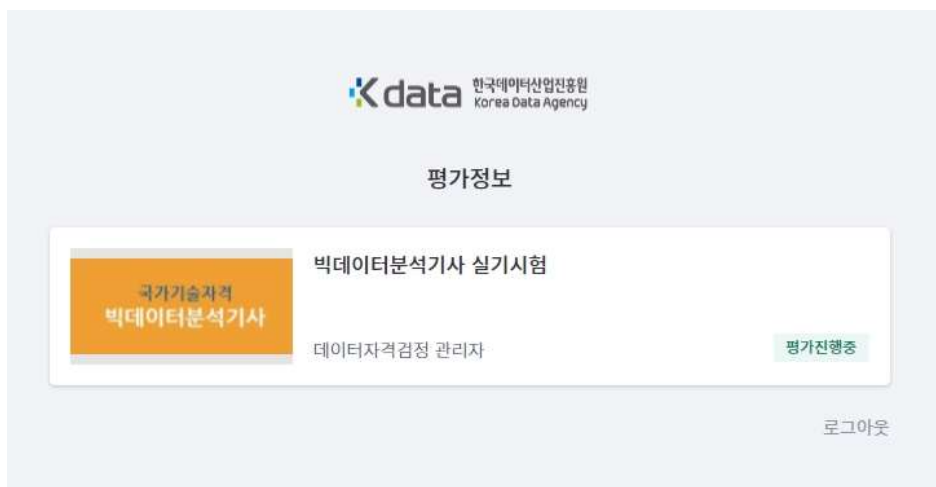 Kdata 한국데이터산업진흥원
Korea Data Agency
평가정보
국가기술자격
빅데이터분석기사
빅데이터분석기사 실기시험
데이터자격검정 관리자
평가진행중
로그아웃